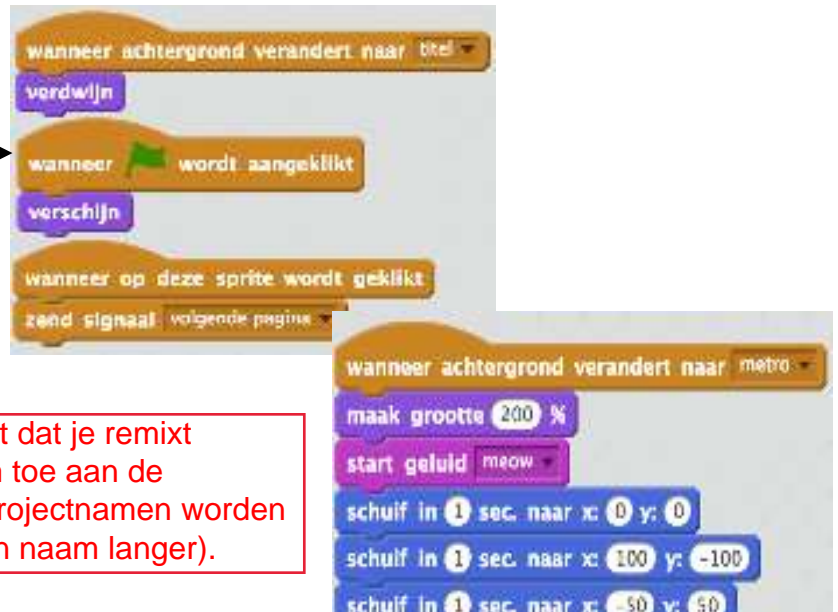 wanneer achtergrond verandert naar titel
verdwijn
wanneer wordt aangeklikt
verschijn
wanneer op deze sprite wordt geklikt
zend signaal volgende pagina
wanneer achtergrond verandert naar metro
maak grootte 200 %
start geluid meow
schuif in 1 sec. naar x: 0 y: 0
schuif in 1 sec. naar x: 100 y: -100
schuif in 1 sec. naar x: -50 y: 50
t dat je remixt
toe aan de
rojectnamen worden
n naam langer).